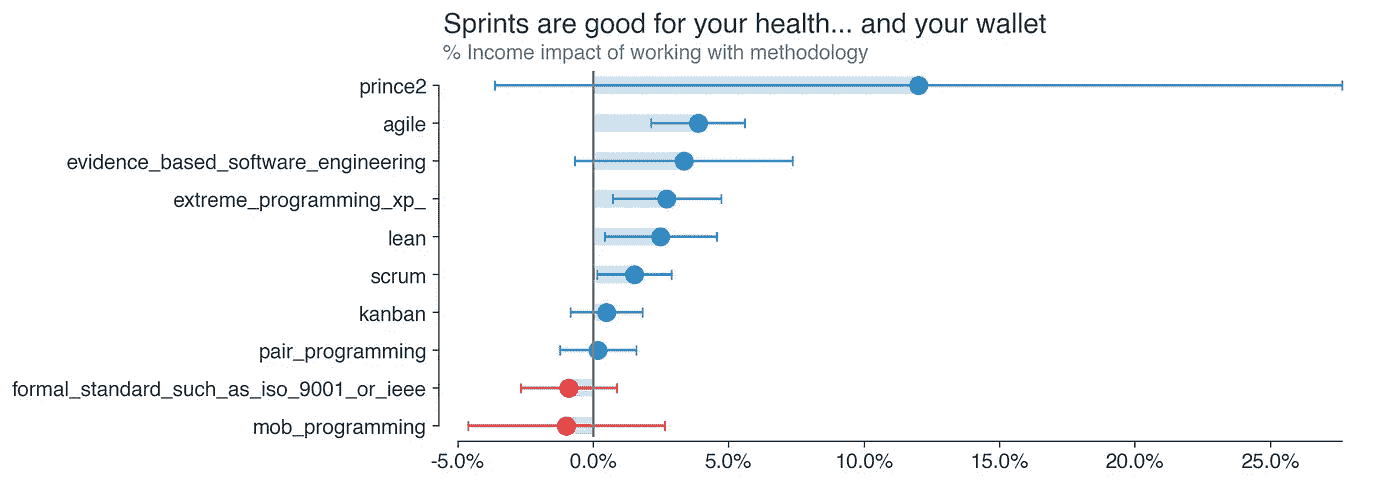 Sprints are good for your health... and your wallet
% Income impact of working with methodology
prince2
agile
evidence_based_software_engineering
extreme_programming_xp_
lean
scrum
kanban
pair_programming
formal_standard_such_as_iso_9001_or_ieee
mob_programming
-5.0% 0.0% 5.0% 10.0% 15.0% 20.0% 25.0%